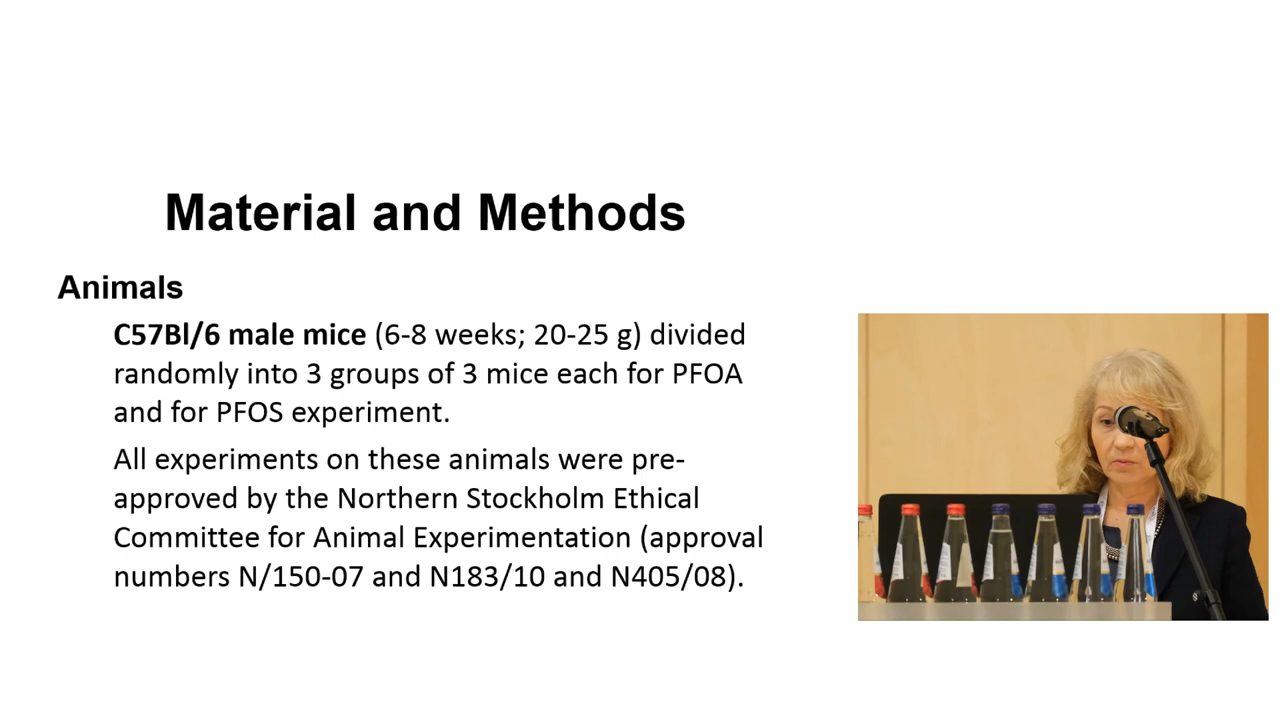 Material and Methods
Animals
C57Bl/6 male mice (6-8 weeks; 20-25 g) divided
randomly into 3 groups of 3 mice each for PFOA
and for PFOS experiment.
All experiments on these animals were pre-
approved by the Northern Stockholm Ethical
Committee for Animal Experimentation (approval
numbers N/150-07 and N183/10 and N405/08).